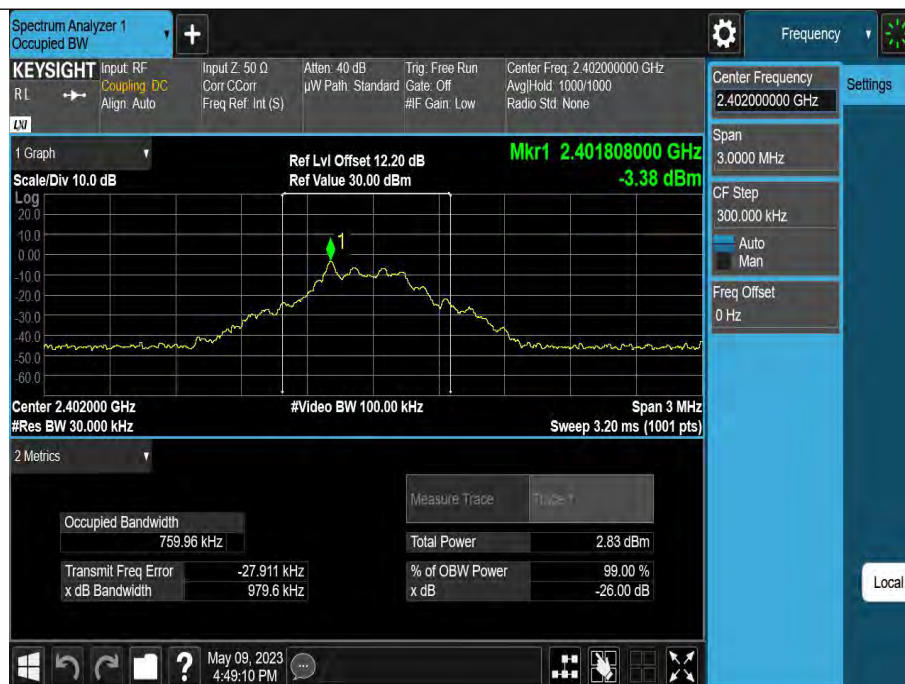 Spectrum Analyzer 1
Occupied BW
Frequency
KEYSIGHT
R L
LXI
Input: RF
Coupling: DC
Align: Auto
Input Z: 50 Ω
Corr CCorr
Freq Ref: Int (S)
Atten: 40 dB
µW Path: Standard
Trig: Free Run
Gate: Off
#IF Gain: Low
Center Freq: 2.402000000 GHz
Avg|Hold: 1000/1000
Radio Std: None
Center Frequency
2.402000000 GHz
Settings
Span
3.0000 MHz
CF Step
300.000 kHz
Auto
Man
Freq Offset
0 Hz
1 Graph
Scale/Div 10.0 dB
Ref Lvl Offset 12.20 dB
Ref Value 30.00 dBm
Mkr1 2.401808000 GHz
-3.38 dBm
Log
20.0
10.0
0.00
-10.0
-20.0
-30.0
-40.0
-50.0
-60.0
1
Center 2.402000 GHz
#Res BW 30.000 kHz
#Video BW 100.00 kHz
Span 3 MHz
Sweep 3.20 ms (1001 pts)
2 Metrics
Measure Trace
Trace 1
Occupied Bandwidth
759.96 kHz
Total Power 2.83 dBm
Transmit Freq Error -27.911 kHz
% of OBW Power 99.00 %
x dB Bandwidth 979.6 kHz
x dB -26.00 dB
Local
?
May 09, 2023
4:49:10 PM